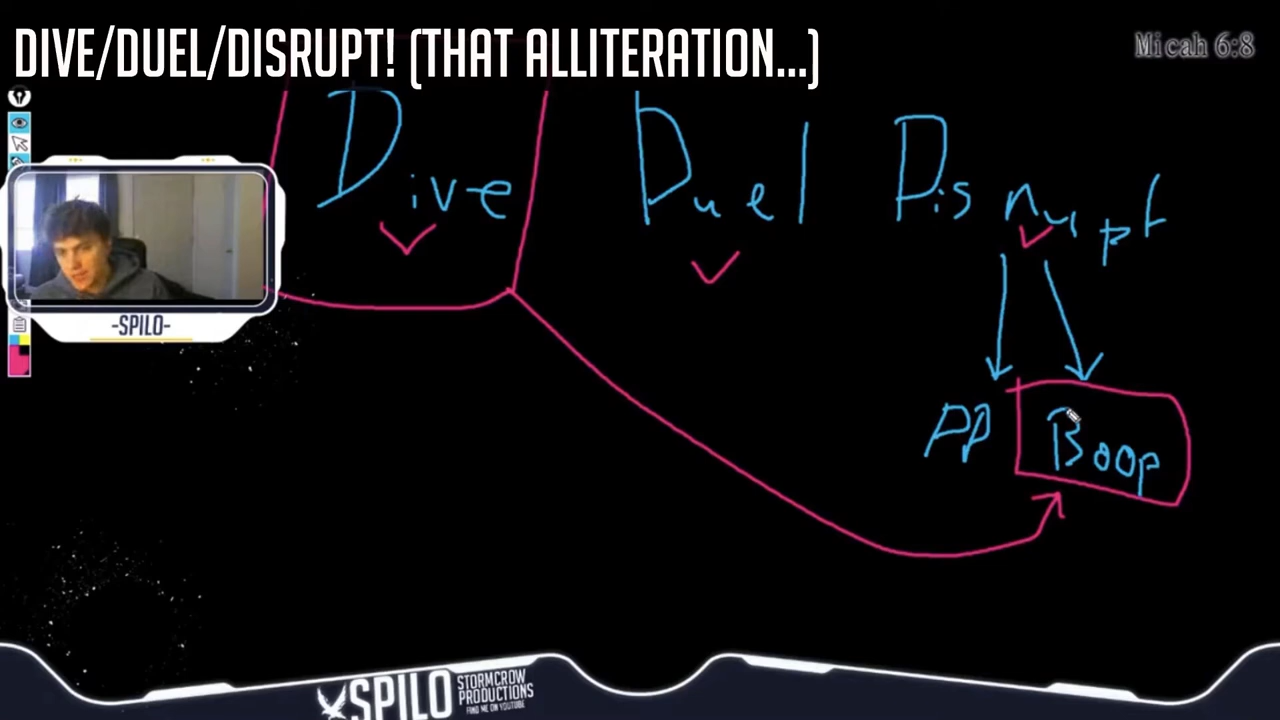 DIVE/DUEL/DISRUPT! (THAT ALLITERATION...)
Micah 6:8
Dive Duel Disrupt
-SPILO-
PP Boop
SPILO STORMCROW
PRODUCTIONS
FIND ME ON YOUTUBE